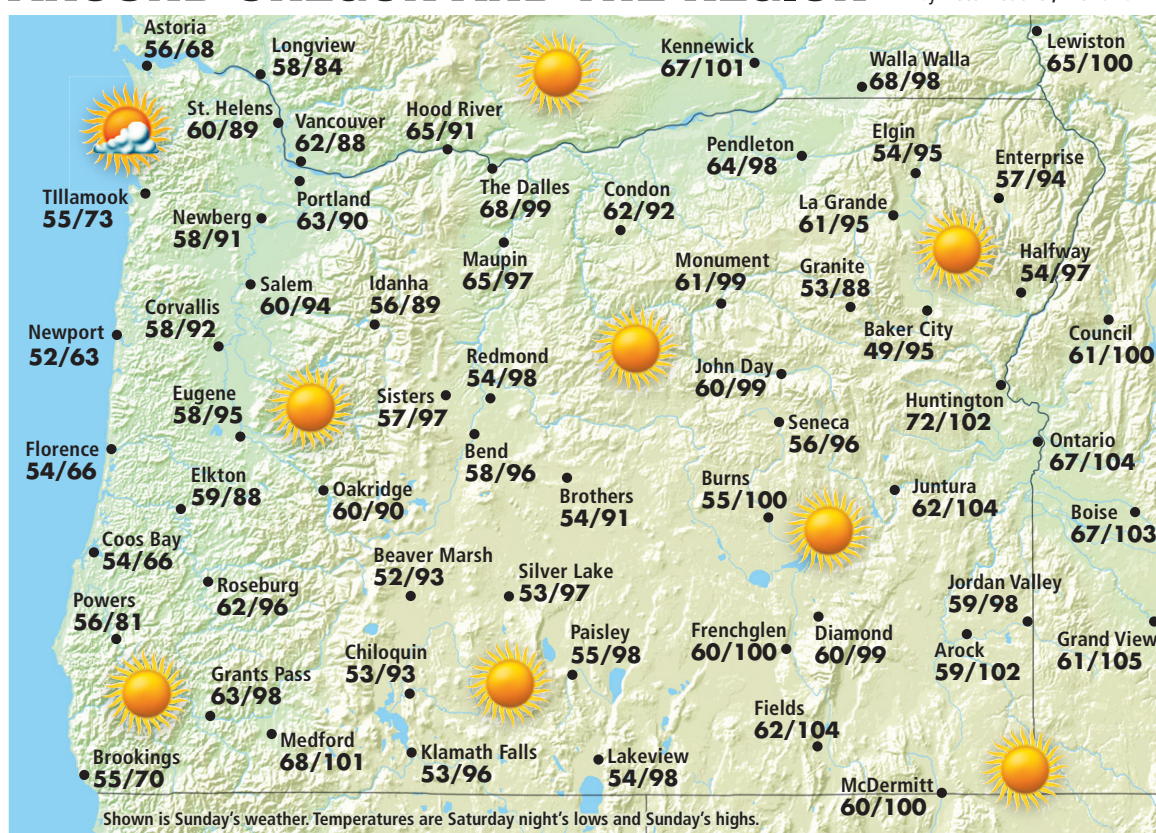 Astoria
56/68
Longview
58/84
Kennewick
67/101
Walla Walla
68/98
Lewiston
65/100
St. Helens
60/89
Vancouver
62/88
Hood River
65/91
Pendleton
64/98
Elgin
54/95
Enterprise
57/94
TIllamook
55/73
Newberg
58/91
Portland
63/90
The Dalles
68/99
Condon
62/92
La Grande
61/95
Maupin
65/97
Monument
61/99
Granite
53/88
Halfway
54/97
Salem
60/94
Idanha
56/89
Corvallis
58/92
Newport
52/63
Baker City
49/95
Council
61/100
Redmond
54/98
John Day
60/99
Eugene
58/95
Sisters
57/97
Huntington
72/102
Seneca
56/96
Florence
54/66
Bend
58/96
Ontario
67/104
Elkton
59/88
Oakridge
60/90
Brothers
54/91
Burns
55/100
Juntura
62/104
Boise
67/103
Coos Bay
54/66
Beaver Marsh
52/93
Silver Lake
53/97
Roseburg
62/96
Jordan Valley
59/98
Powers
56/81
Paisley
55/98
Frenchglen
60/100
Diamond
60/99
Arock
59/102
Grand View
61/105
Chiloquin
53/93
Grants Pass
63/98
Fields
62/104
Medford
68/101
Klamath Falls
53/96
Lakeview
54/98
Brookings
55/70
McDermitt
60/100
Shown is Sunday's weather. Temperatures are Saturday night's lows and Sunday's highs.